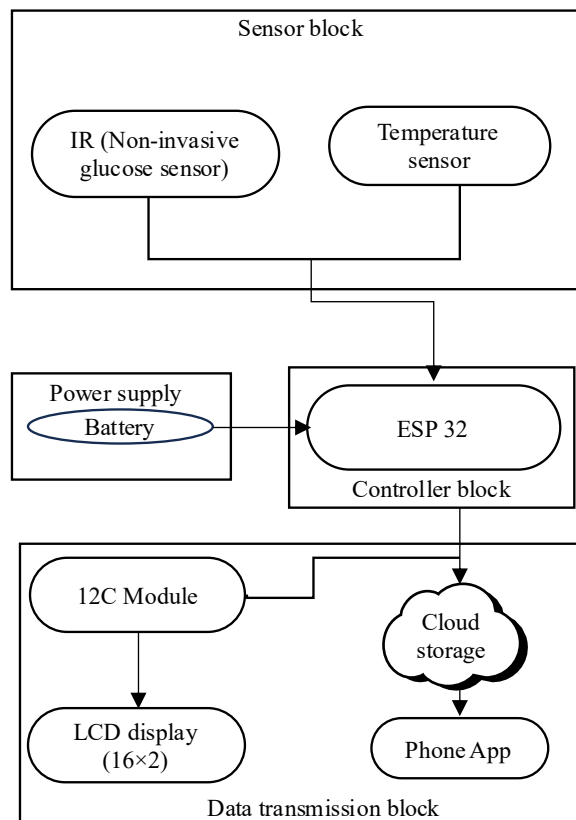 Sensor block
IR (Non-invasive
glucose sensor)
Temperature
sensor
Power supply
Battery
ESP 32
Controller block
12C Module
Cloud
storage
LCD display
(16×2)
Phone App
Data transmission block